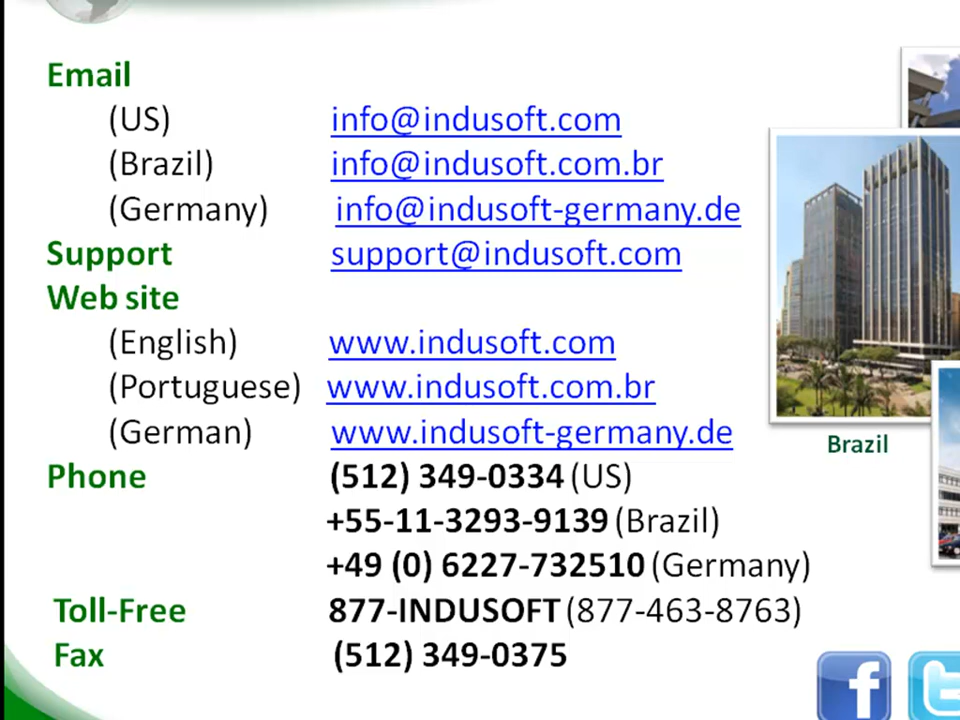 Email
(US) info@indusoft.com
(Brazil) info@indusoft.com.br
(Germany) info@indusoft-germany.de
Support support@indusoft.com
Web site
(English) www.indusoft.com
(Portuguese) www.indusoft.com.br
(German) www.indusoft-germany.de
Brazil
Phone (512) 349-0334 (US)
+55-11-3293-9139 (Brazil)
+49 (0) 6227-732510 (Germany)
Toll-Free 877-INDUSOFT (877-463-8763)
Fax (512) 349-0375